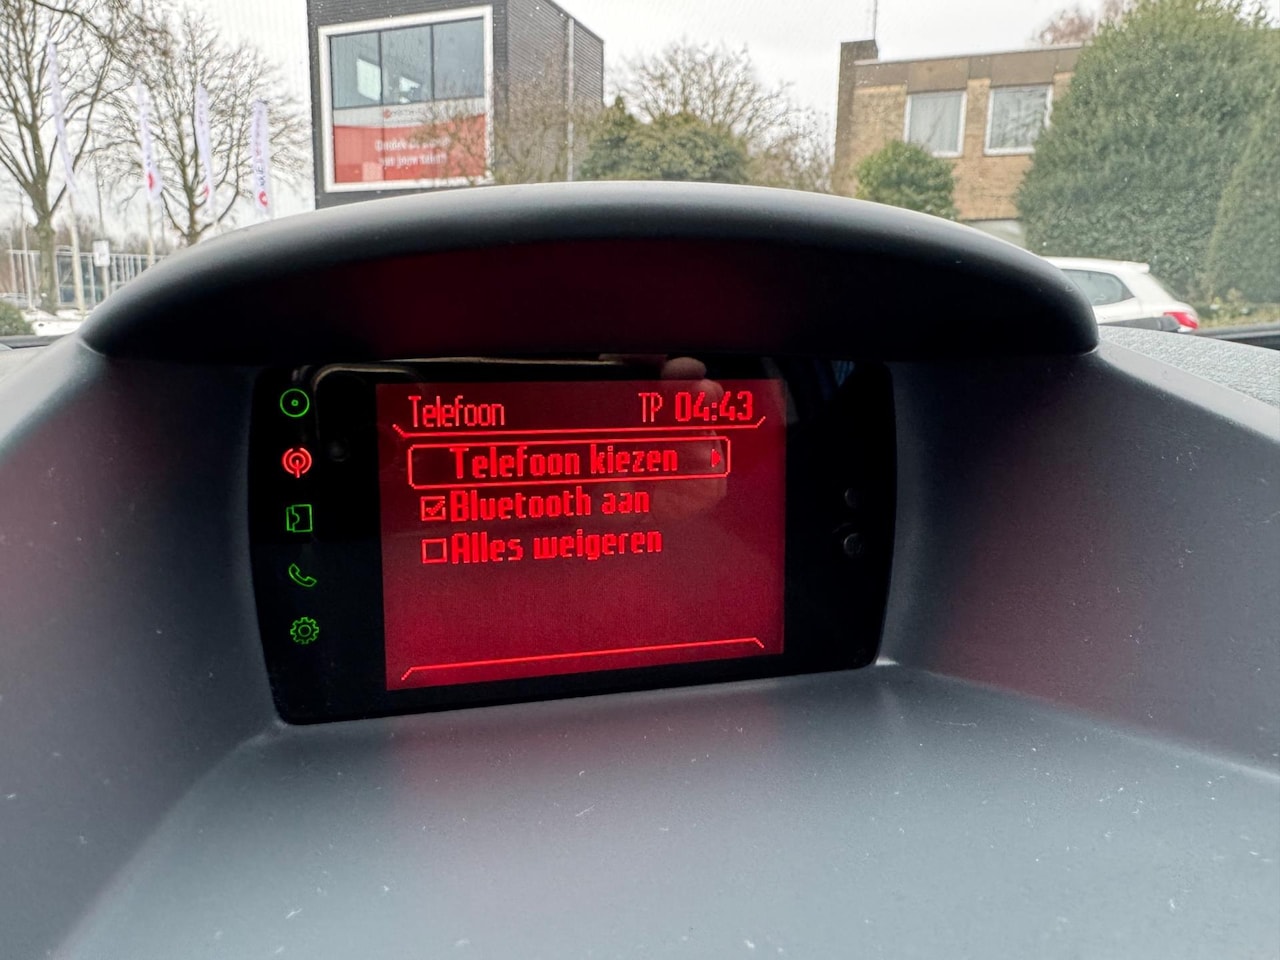 Telefoon TP 04:43
Telefoon kiezen
Bluetooth aan
Alles weigeren